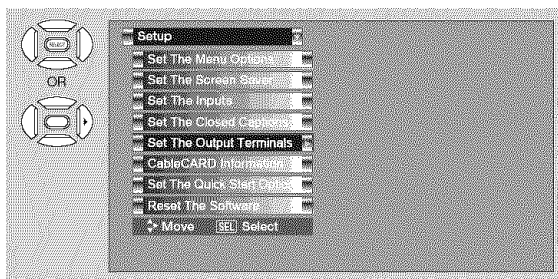 Setup
SELECT
Set The Menu Options
Set The Screen Saver
OR
Set The Inputs
Set The Closed Captions
Set The Output Terminals
CableCARD Information
Set The Quick Start Option
Reset The Software
Move SEL Select